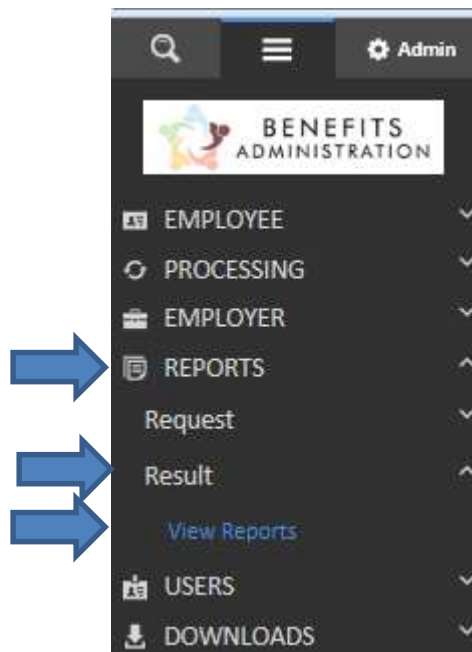 Admin
BENEFITS
ADMINISTRATION
EMPLOYEE
PROCESSING
EMPLOYER
REPORTS
Request
Result
View Reports
USERS
DOWNLOADS